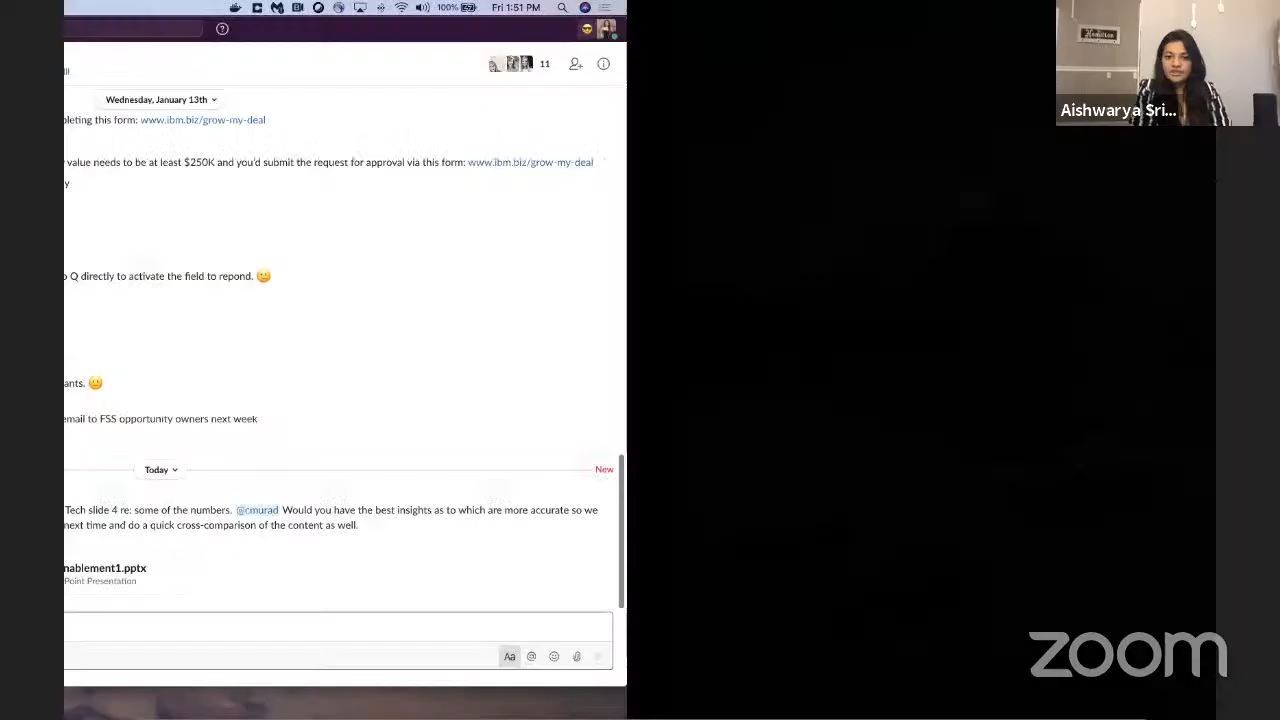 100%
Fri 1:51 PM
11
Wednesday, January 13th
pleting this form: www.ibm.biz/grow-my-deal
value needs to be at least $250K and you'd submit the request for approval via this form: www.ibm.biz/grow-my-deal
y
o Q directly to activate the field to repond.
ants.
email to FSS opportunity owners next week
Today
New
Tech slide 4 re: some of the numbers. @cmurad Would you have the best insights as to which are more accurate so we
next time and do a quick cross-comparison of the content as well.
nablement1.pptx
Point Presentation
Aa
Hamilton
Aishwarya Sri...
zoom